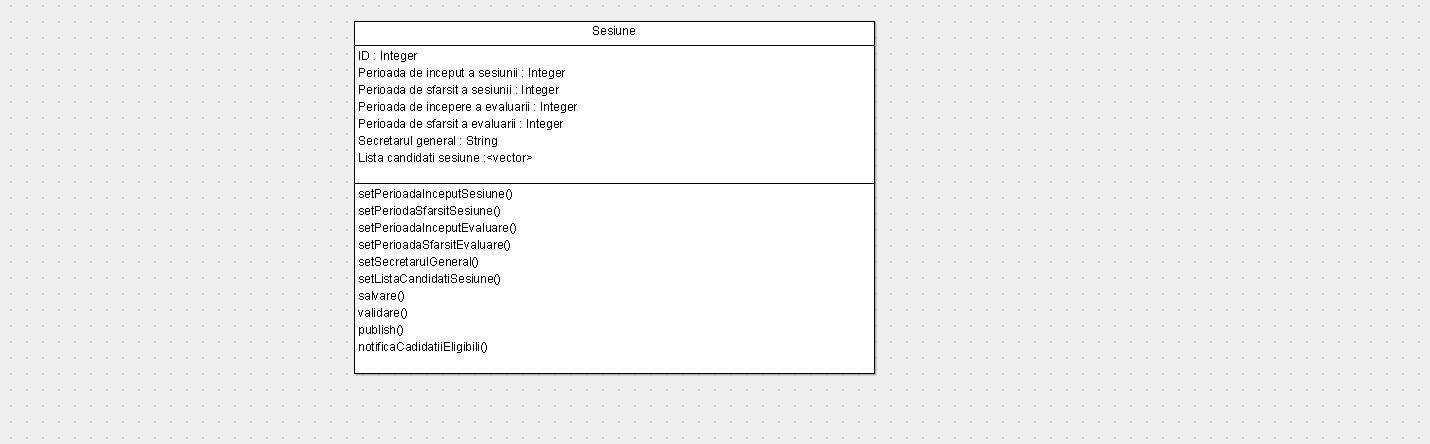 Sesiune
ID : Integer
Perioada de inceput a sesiunii : Integer
Perioada de sfarsit a sesiunii : Integer
Perioada de incepere a evaluarii : Integer
Perioada de sfarsit a evaluarii : Integer
Secretarul general : String
Lista candidati sesiune :<vector>
setPerioadaInceputSesiune()
setPeriodaSfarsitSesiune()
setPerioadaInceputEvaluare()
setPerioadaSfarsitEvaluare()
setSecretarulGeneral()
setListaCandidatiSesiune()
salvare()
validare()
publish()
notificaCadidatiiEligibili()